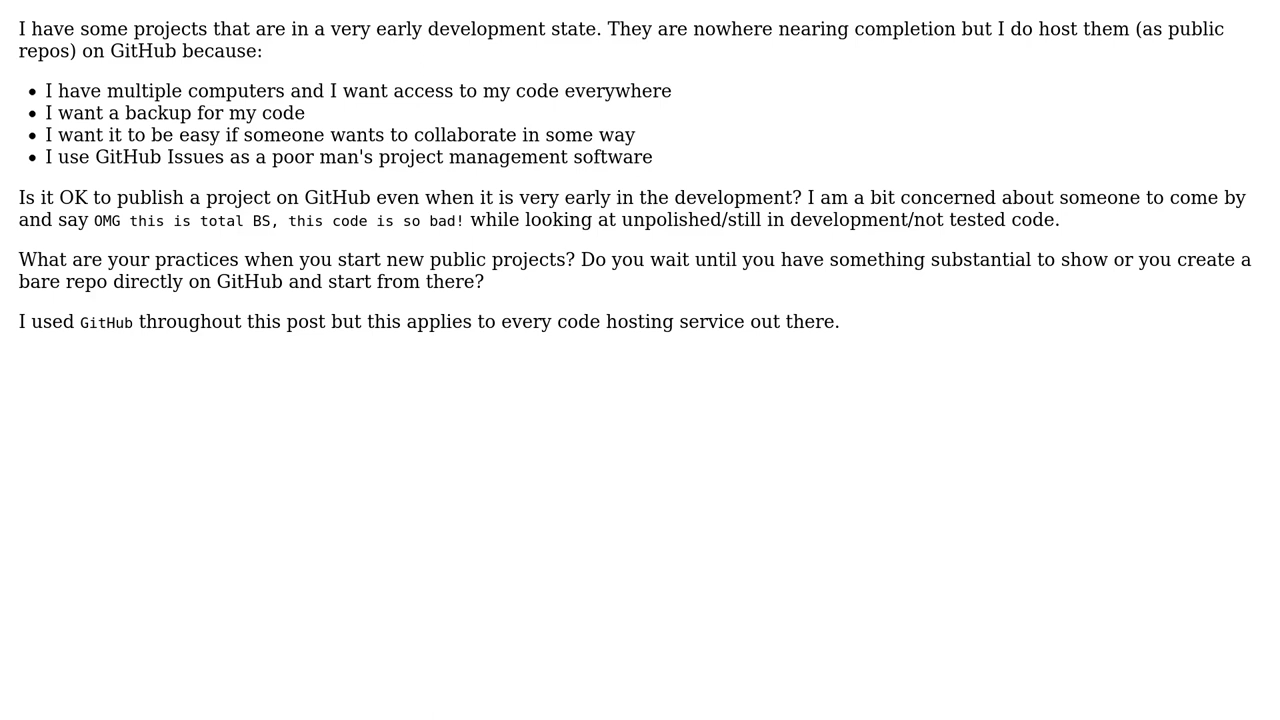 I have some projects that are in a very early development state. They are nowhere nearing completion but I do host them (as public
repos) on GitHub because:
• I have multiple computers and I want access to my code everywhere
• I want a backup for my code
• I want it to be easy if someone wants to collaborate in some way
• I use GitHub Issues as a poor man's project management software
Is it OK to publish a project on GitHub even when it is very early in the development? I am a bit concerned about someone to come by
and say OMG this is total BS, this code is so bad! while looking at unpolished/still in development/not tested code.
What are your practices when you start new public projects? Do you wait until you have something substantial to show or you create a
bare repo directly on GitHub and start from there?
I used GitHub throughout this post but this applies to every code hosting service out there.